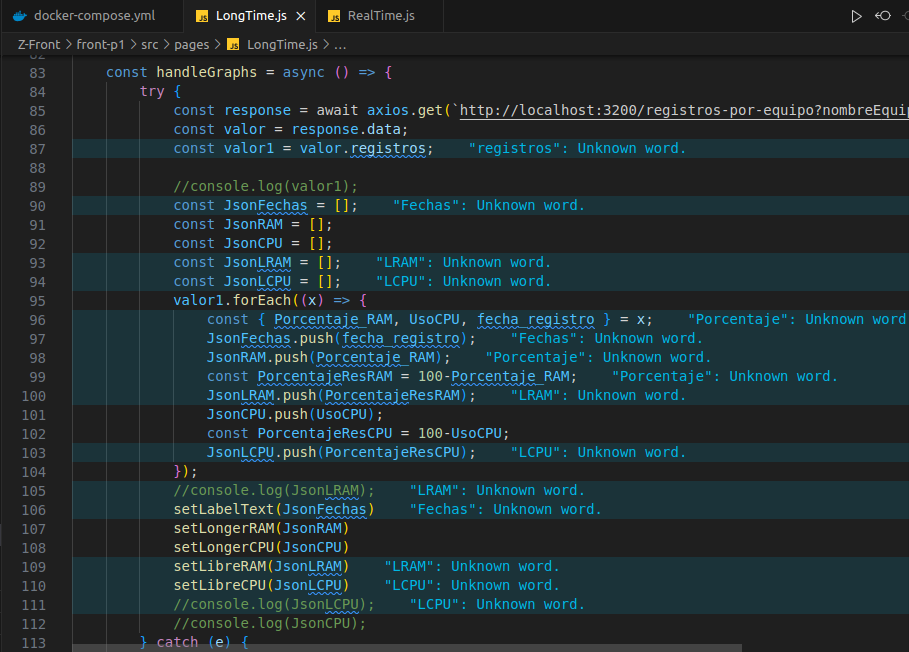 docker-compose.yml JS LongTime.js × JS RealTime.js
Z-Front > front-p1 > src > pages > JS LongTime.js > ...
82
83 const handleGraphs = async () => {
84 try {
85 const response = await axios.get(`http://localhost:3200/registros-por-equipo?nombreEquip
86 const valor = response.data;
87 const valor1 = valor.registros; "registros": Unknown word.
88
89 //console.log(valor1);
90 const JsonFechas = []; "Fechas": Unknown word.
91 const JsonRAM = [];
92 const JsonCPU = [];
93 const JsonLRAM = []; "LRAM": Unknown word.
94 const JsonLCPU = []; "LCPU": Unknown word.
95 valor1.forEach((x) => {
96 const { Porcentaje_RAM, UsoCPU, fecha_registro } = x; "Porcentaje": Unknown word
97 JsonFechas.push(fecha_registro); "Fechas": Unknown word.
98 JsonRAM.push(Porcentaje_RAM); "Porcentaje": Unknown word.
99 const PorcentajeResRAM = 100-Porcentaje_RAM; "Porcentaje": Unknown word.
100 JsonLRAM.push(PorcentajeResRAM); "LRAM": Unknown word.
101 JsonCPU.push(UsoCPU);
102 const PorcentajeResCPU = 100-UsoCPU;
103 JsonLCPU.push(PorcentajeResCPU); "LCPU": Unknown word.
104 });
105 //console.log(JsonLRAM); "LRAM": Unknown word.
106 setLabelText(JsonFechas) "Fechas": Unknown word.
107 setLongerRAM(JsonRAM)
108 setLongerCPU(JsonCPU)
109 setLibreRAM(JsonLRAM) "LRAM": Unknown word.
110 setLibreCPU(JsonLCPU) "LCPU": Unknown word.
111 //console.log(JsonLCPU); "LCPU": Unknown word.
112 //console.log(JsonCPU);
113 } catch (e) {